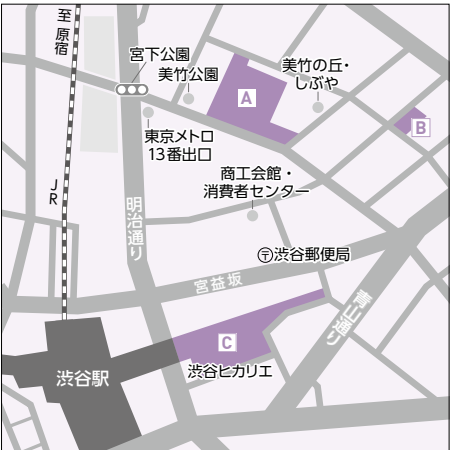 至 原宿
宮下公園
美竹公園
美竹の丘・
しぶや
A
B
東京メトロ
13番出口
商工会館・
消費者センター
JR
明治通り
〒渋谷郵便局
宮益坂
青山通り
C
渋谷ヒカリエ
渋谷駅